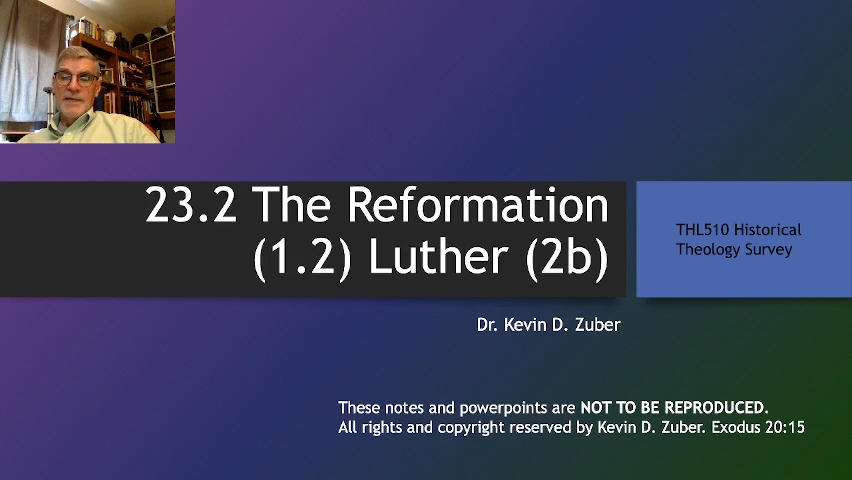 23.2 The Reformation
(1.2) Luther (2b)
THL510 Historical
Theology Survey
Dr. Kevin D. Zuber
These notes and powerpoints are NOT TO BE REPRODUCED.
All rights and copyright reserved by Kevin D. Zuber. Exodus 20:15